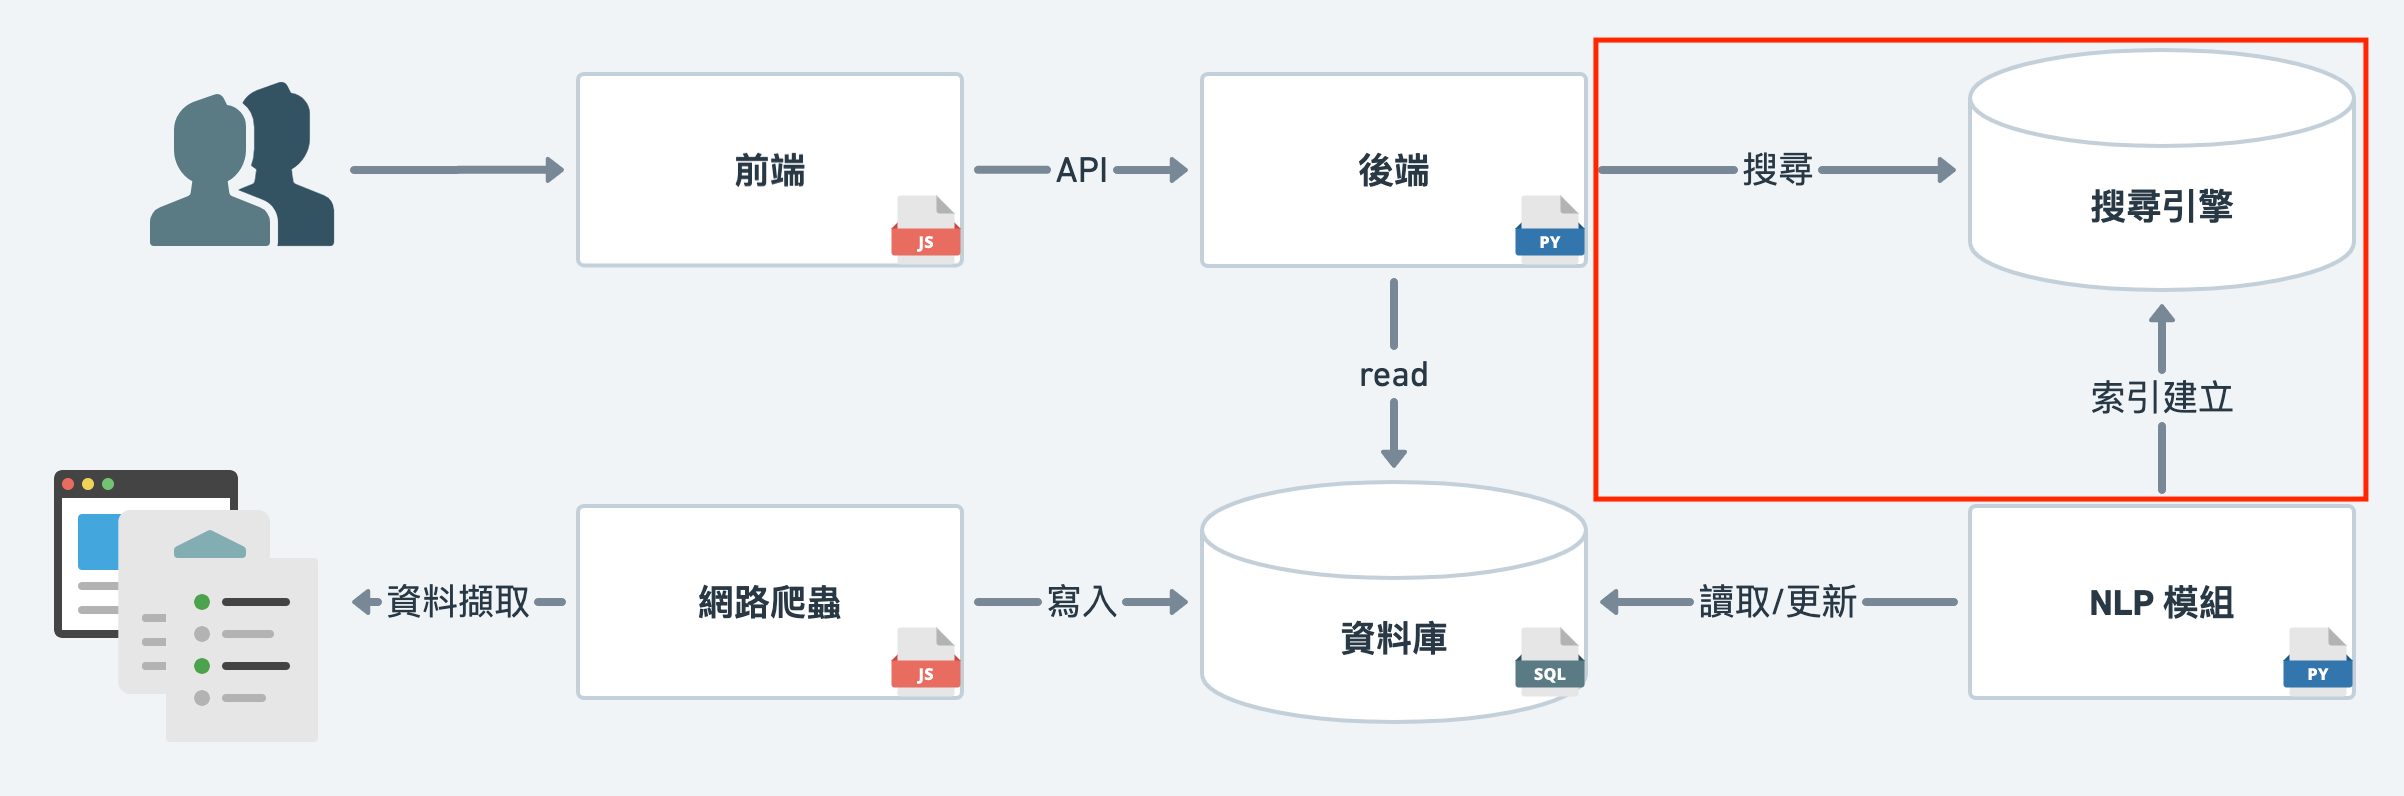 前端
JS
API
後端
PY
搜尋
搜尋引擎
read
索引建立
資料擷取
網路爬蟲
JS
寫入
資料庫
SQL
讀取/更新
NLP 模組
PY